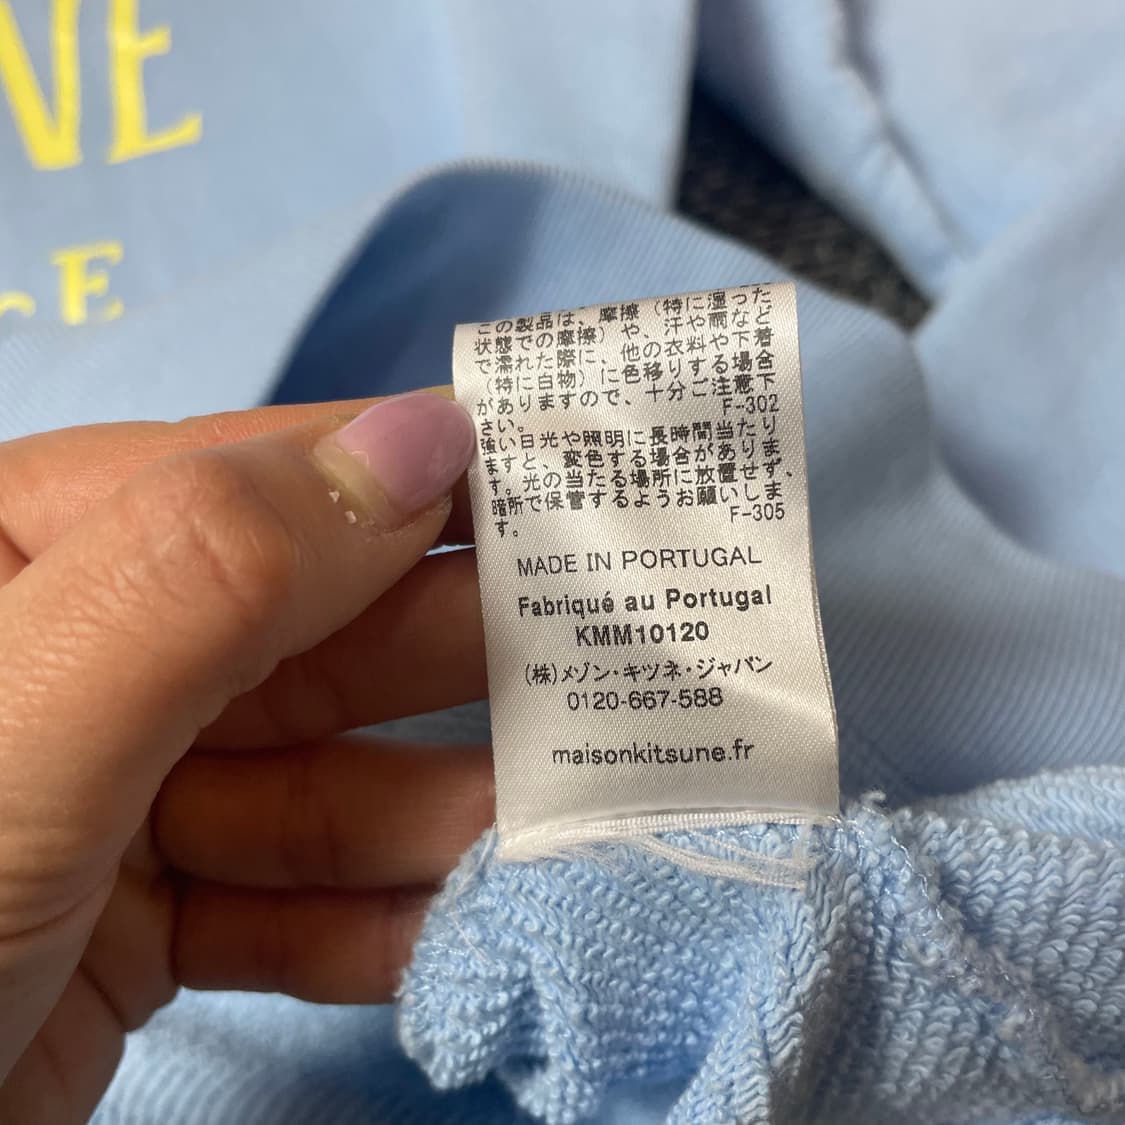 NE
E
この製品は、摩擦（特に湿った
状態での摩擦）や、汗や雨など
で濡れた際に、他の衣料や下着
（特に白物）に色移りする場合
がありますので、十分ご注意下
さい。
F-302
強い日光や照明に長時間当たり
ますと、変色する場合がありま
す。光の当たる場所に放置せず、
暗所で保管するようお願いしま
す。
F-305
MADE IN PORTUGAL
Fabriqué au Portugal
KMM10120
(株)メゾン・キツネ・ジャパン
0120-667-588
maisonkitsune.fr